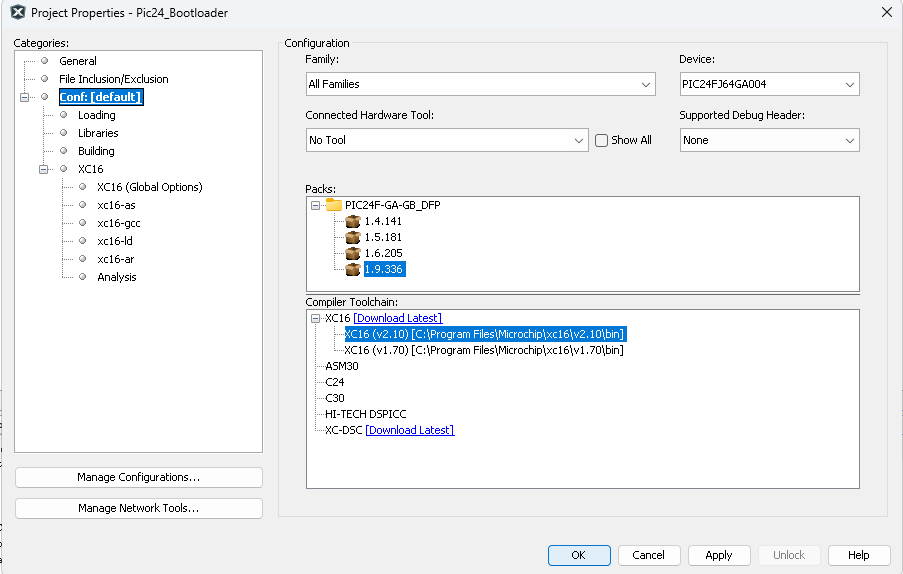 Project Properties - Pic24_Bootloader
Categories:
General
File Inclusion/Exclusion
Conf: [default]
Loading
Libraries
Building
XC16
XC16 (Global Options)
xc16-as
xc16-gcc
xc16-ld
xc16-ar
Analysis
Manage Configurations...
Manage Network Tools...
Configuration
Family: Device:
All Families PIC24FJ64GA004
Connected Hardware Tool: Supported Debug Header:
No Tool Show All None
Packs:
PIC24F-GA-GB_DFP
1.4.141
1.5.181
1.6.205
1.9.336
Compiler Toolchain:
XC16 [Download Latest]
XC16 (v2.10) [C:\Program Files\Microchip\xc16\v2.10\bin]
XC16 (v1.70) [C:\Program Files\Microchip\xc16\v1.70\bin]
ASM30
C24
C30
HI-TECH DSPICC
XC-DSC [Download Latest]
OK Cancel Apply Unlock Help